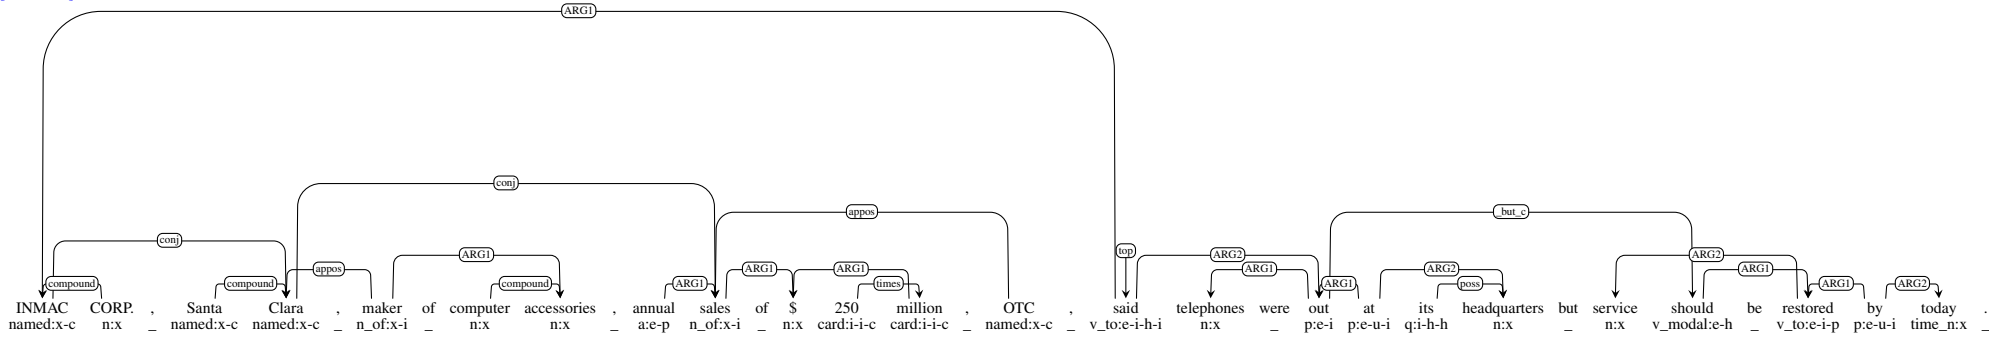 ARG1
conj
appos
_but_c
conj
top
compound
compound
appos
ARG1
compound
ARG1
ARG1
ARG1
times
ARG2
ARG1
ARG1
ARG2
poss
ARG2
ARG1
ARG1
ARG2
INMAC CORP. , Santa Clara , maker of computer accessories , annual sales of $ 250 million , OTC , said telephones were out at its headquarters but service should be restored by today .
named:x-c n:x _ named:x-c named:x-c _ n_of:x-i _ n:x n:x _ a:e-p n_of:x-i _ n:x card:i-i-c card:i-i-c _ named:x-c _ v_to:e-i-h-i n:x _ p:e-i p:e-u-i q:i-h-h n:x _ n:x v_modal:e-h _ v_to:e-i-p p:e-u-i time_n:x _